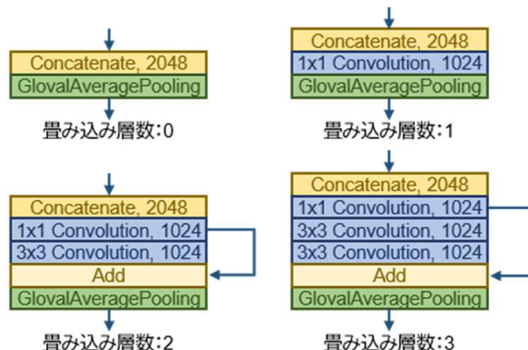 Concatenate, 2048
GlovalAveragePooling
畳み込み層数:0
Concatenate, 2048
1x1 Convolution, 1024
GlovalAveragePooling
畳み込み層数:1
Concatenate, 2048
1x1 Convolution, 1024
3x3 Convolution, 1024
Add
GlovalAveragePooling
畳み込み層数:2
Concatenate, 2048
1x1 Convolution, 1024
3x3 Convolution, 1024
3x3 Convolution, 1024
Add
GlovalAveragePooling
畳み込み層数:3